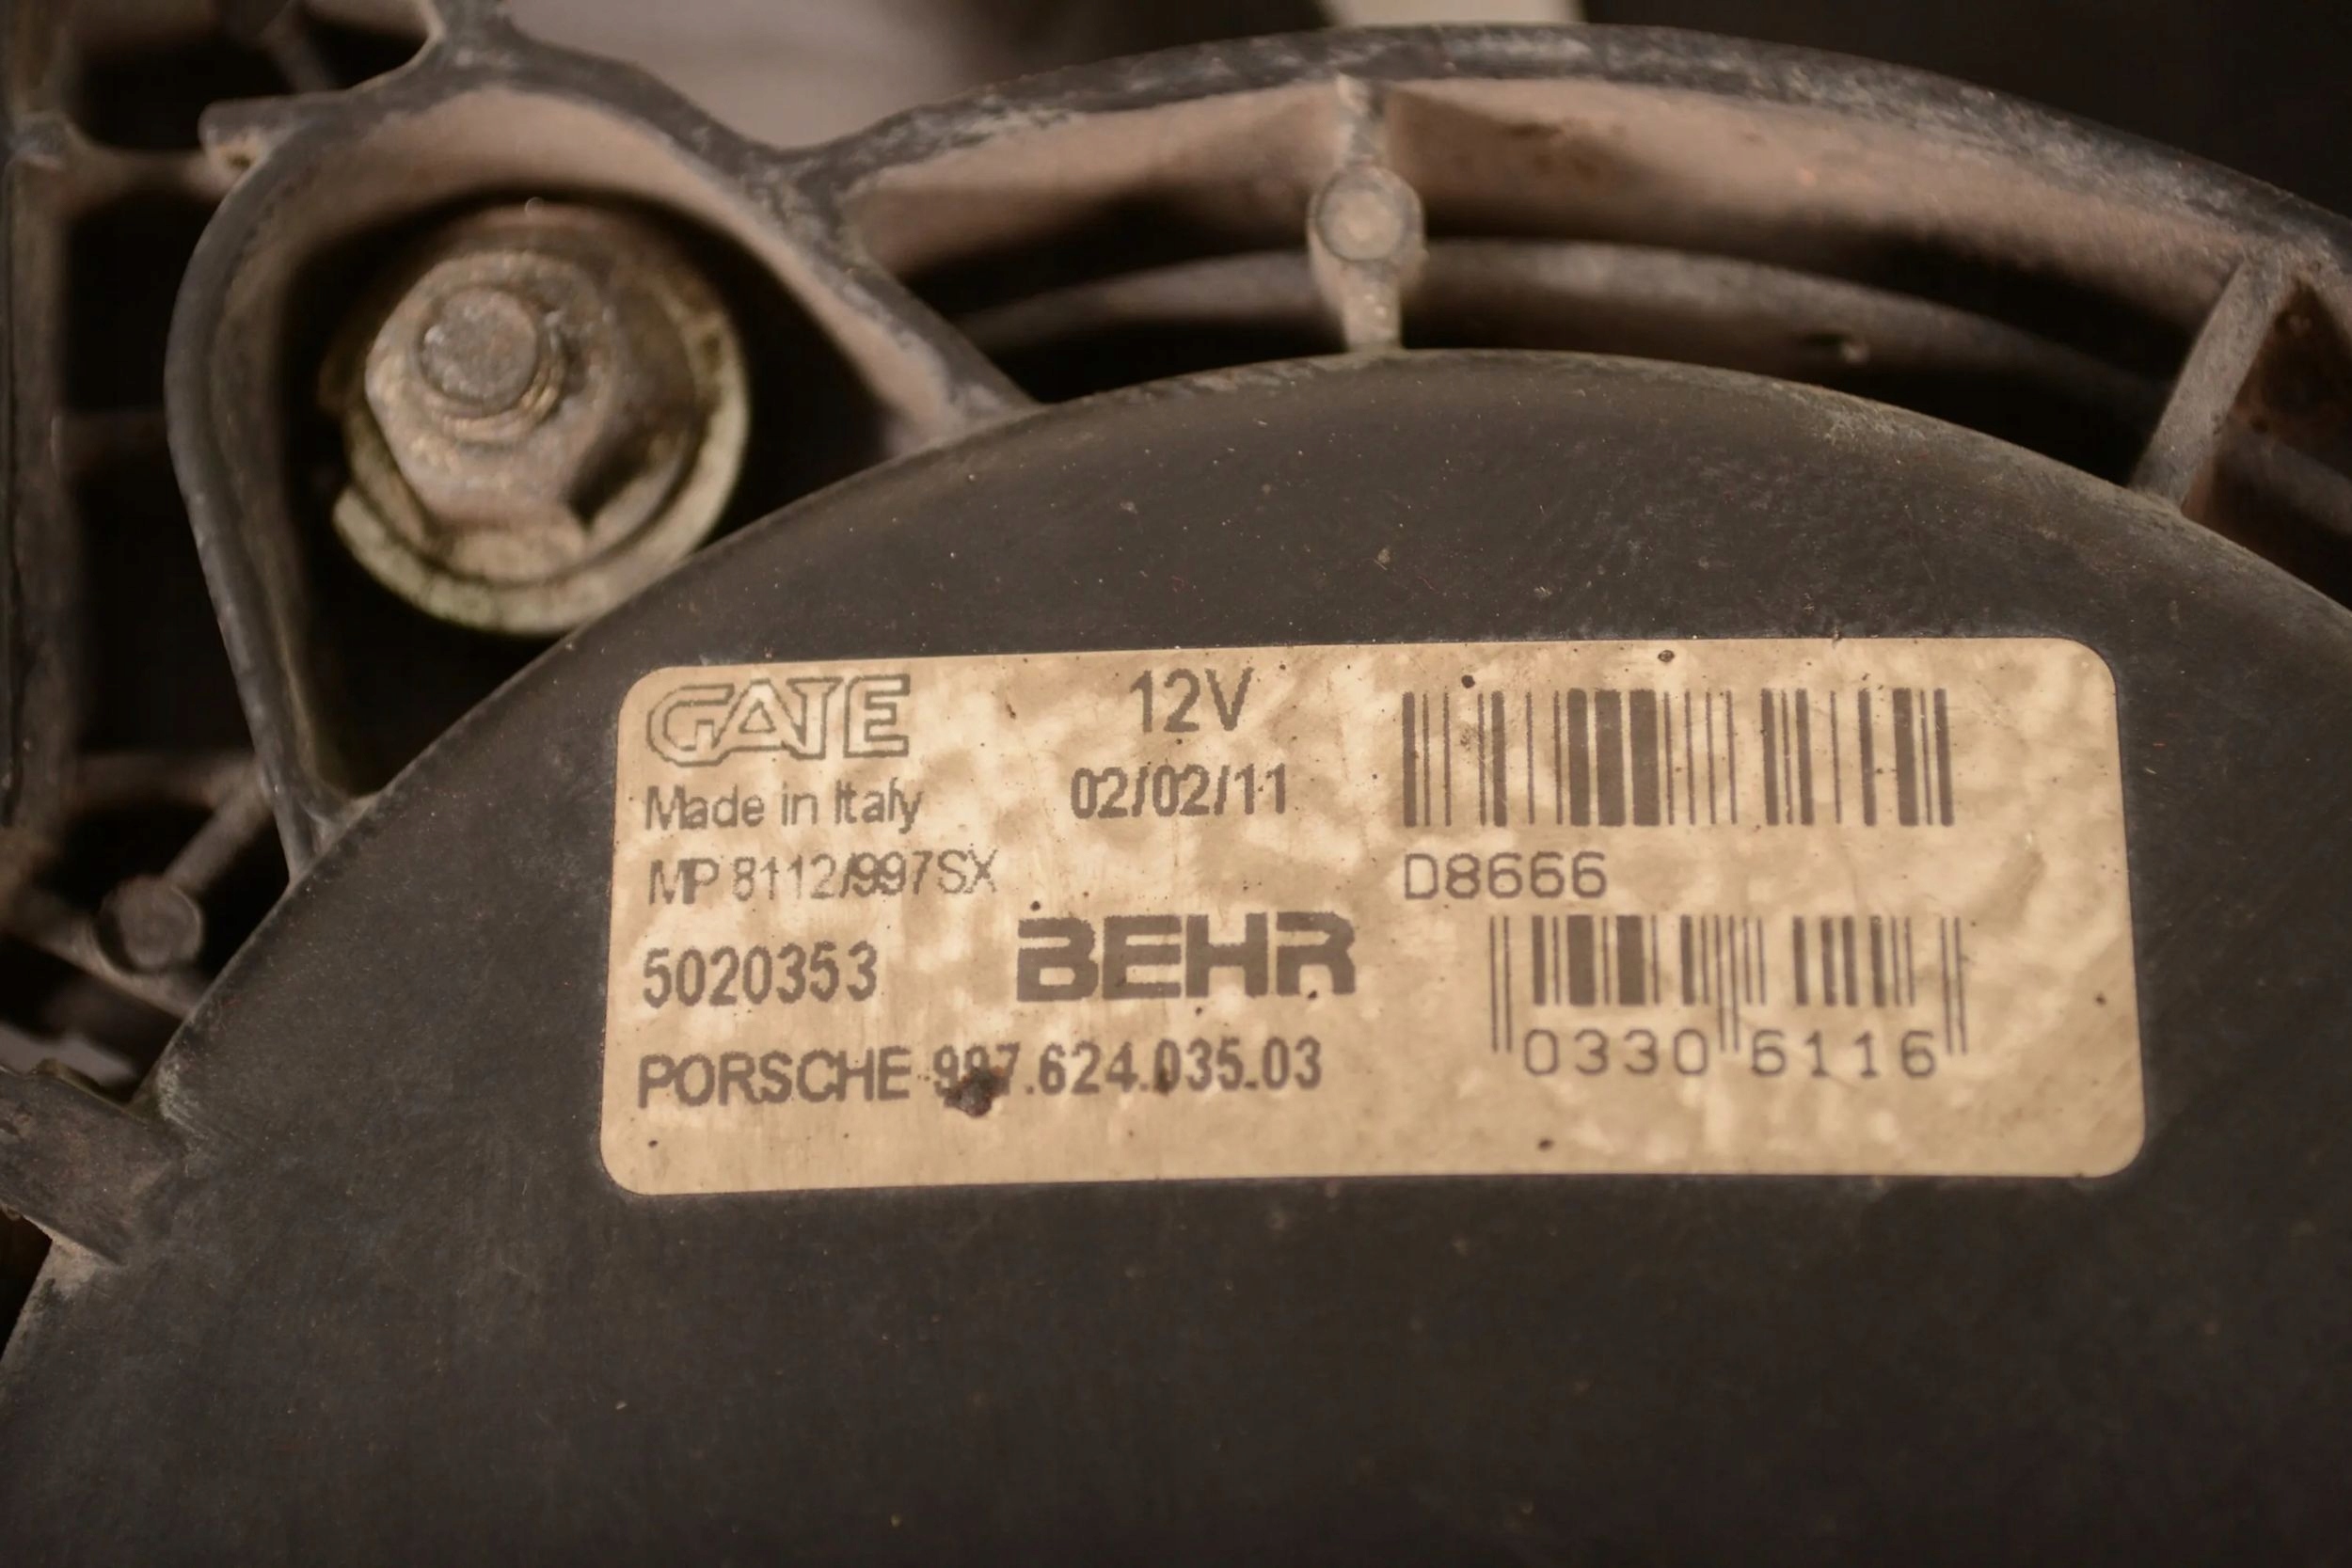 GATE
12V
Made in Italy
02/02/11
MP 8112/997SX
D8666
5020353
BEHR
PORSCHE 997.624.035.03
0330 6116